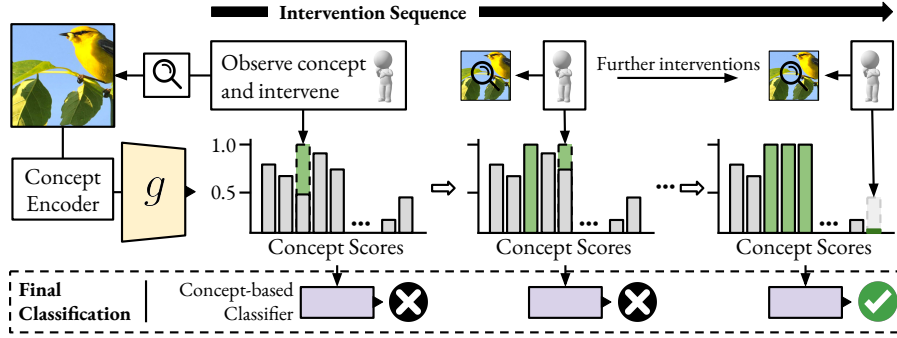 Intervention Sequence
Observe concept
and intervene
Further interventions
Concept
Encoder
g
1.0
0.5
...
...
...
...
Concept Scores
Concept Scores
Concept Scores
Final
Classification
Concept-based
Classifier